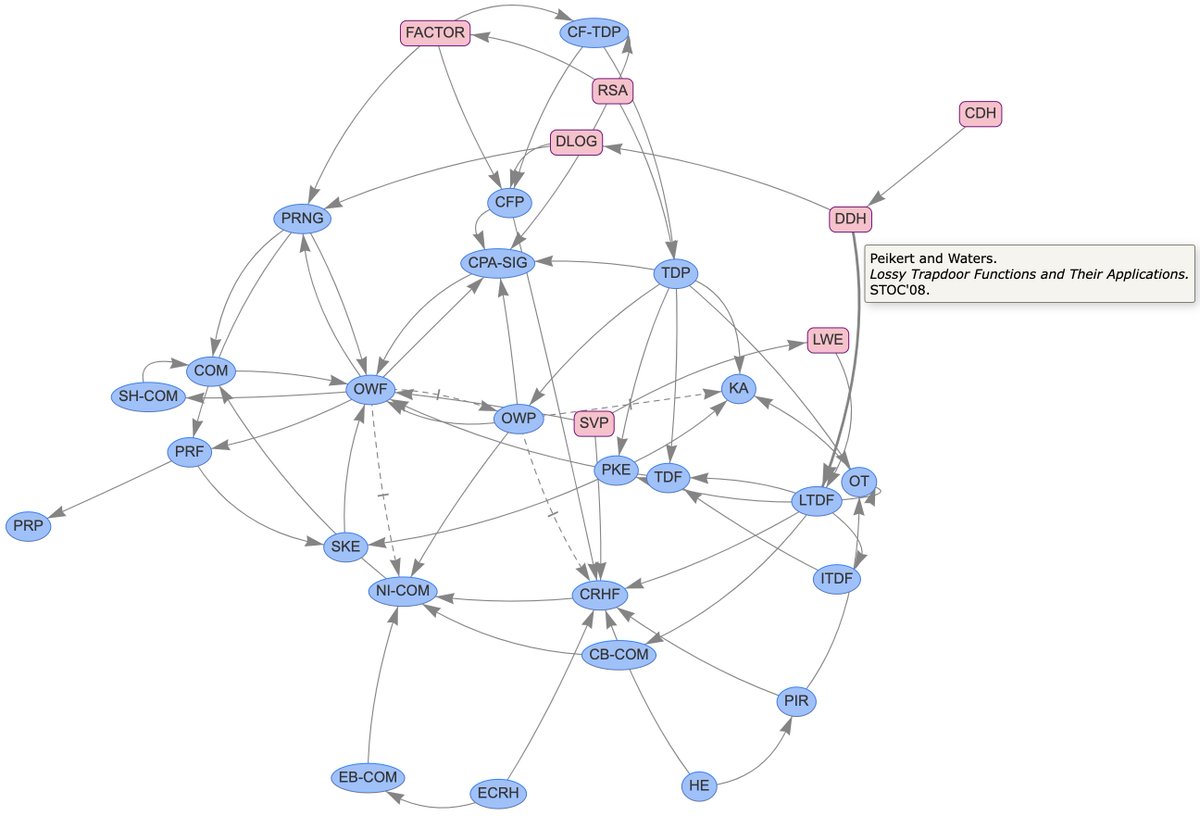 FACTOR
CF-TDP
RSA
CDH
DLOG
CFP
PRNG
DDH
CPA-SIG
TDP
Peikert and Waters.
Lossy Trapdoor Functions and Their Applications.
STOC'08.
LWE
COM
SH-COM
OWF
KA
OWP
SVP
PRF
PKE
TDF
OT
LTDF
PRP
SKE
ITDF
NI-COM
CRHF
CB-COM
PIR
EB-COM
ECRH
HE